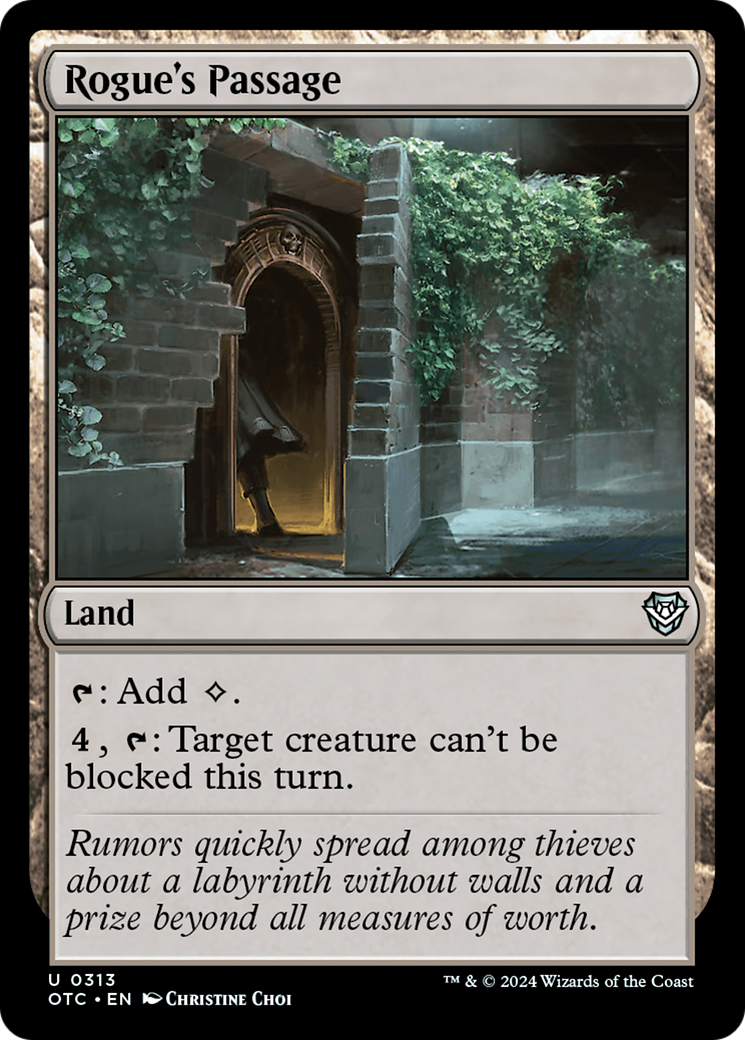 Rogue's Passage
Land
: Add .
4 , : Target creature can't be
blocked this turn.
Rumors quickly spread among thieves
about a labyrinth without walls and a
prize beyond all measures of worth.
U 0313
OTC • EN Christine Choi
™ & © 2024 Wizards of the Coast